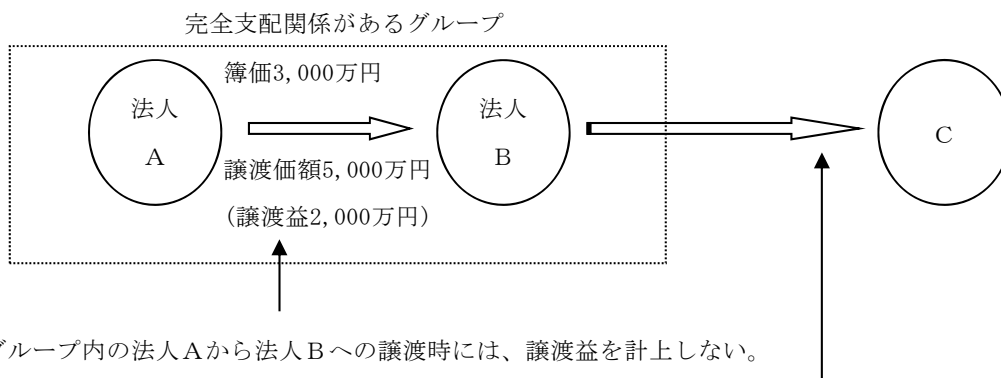 完全支配関係があるグループ
簿価3,000万円
法人
A
法人
B
C
譲渡価額5,000万円
(譲渡益2,000万円)
グループ内の法人Aから法人Bへの譲渡時には、譲渡益を計上しない。